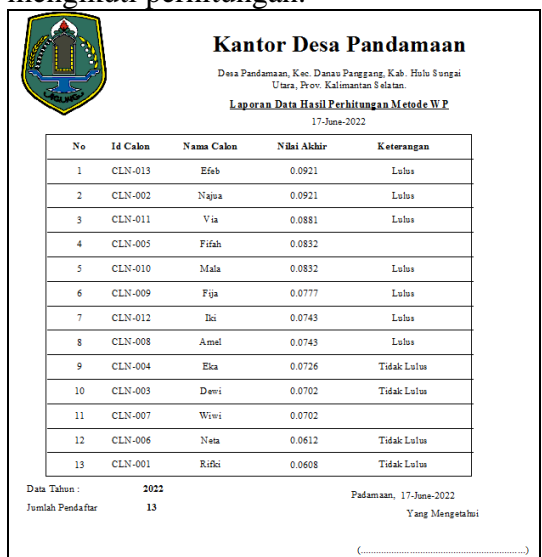 mengikuti perhitungan.
Kantor Desa Pandamaan
Desa Pandamaan, Kec. Danau Panggang, Kab. Hulu Sungai
Utara, Prov. Kalimantan Selatan.
Laporan Data Hasil Perhitungan Metode WP
17-June-2022
No Id Calon Nama Calon Nilai Akhir Keterangan
1 CLN-013 Efeb 0.0921 Lulus
2 CLN-002 Najua 0.0921 Lulus
3 CLN-011 Via 0.0881 Lulus
4 CLN-005 Fifah 0.0832
5 CLN-010 Mala 0.0832 Lulus
6 CLN-009 Fija 0.0777 Lulus
7 CLN-012 Iki 0.0743 Lulus
8 CLN-008 Amel 0.0743 Lulus
9 CLN-004 Eka 0.0726 Tidak Lulus
10 CLN-003 Dewi 0.0702 Tidak Lulus
11 CLN-007 Wiwi 0.0702
12 CLN-006 Neta 0.0612 Tidak Lulus
13 CLN-001 Rifki 0.0608 Tidak Lulus
Data Tahun : 2022
Jumlah Pendaftar 13
Padamaan, 17-June-2022
Yang Mengetahui
(..........................................................)